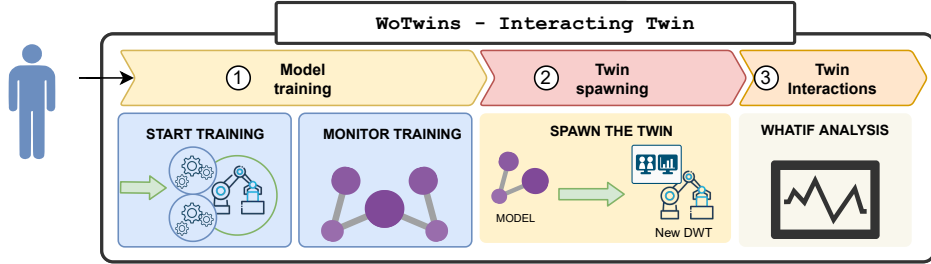 WoTwins - Interacting Twin
1 Model
training
2 Twin
spawning
3 Twin
Interactions
START TRAINING
MONITOR TRAINING
SPAWN THE TWIN
WHATIF ANALYSIS
MODEL
New DWT